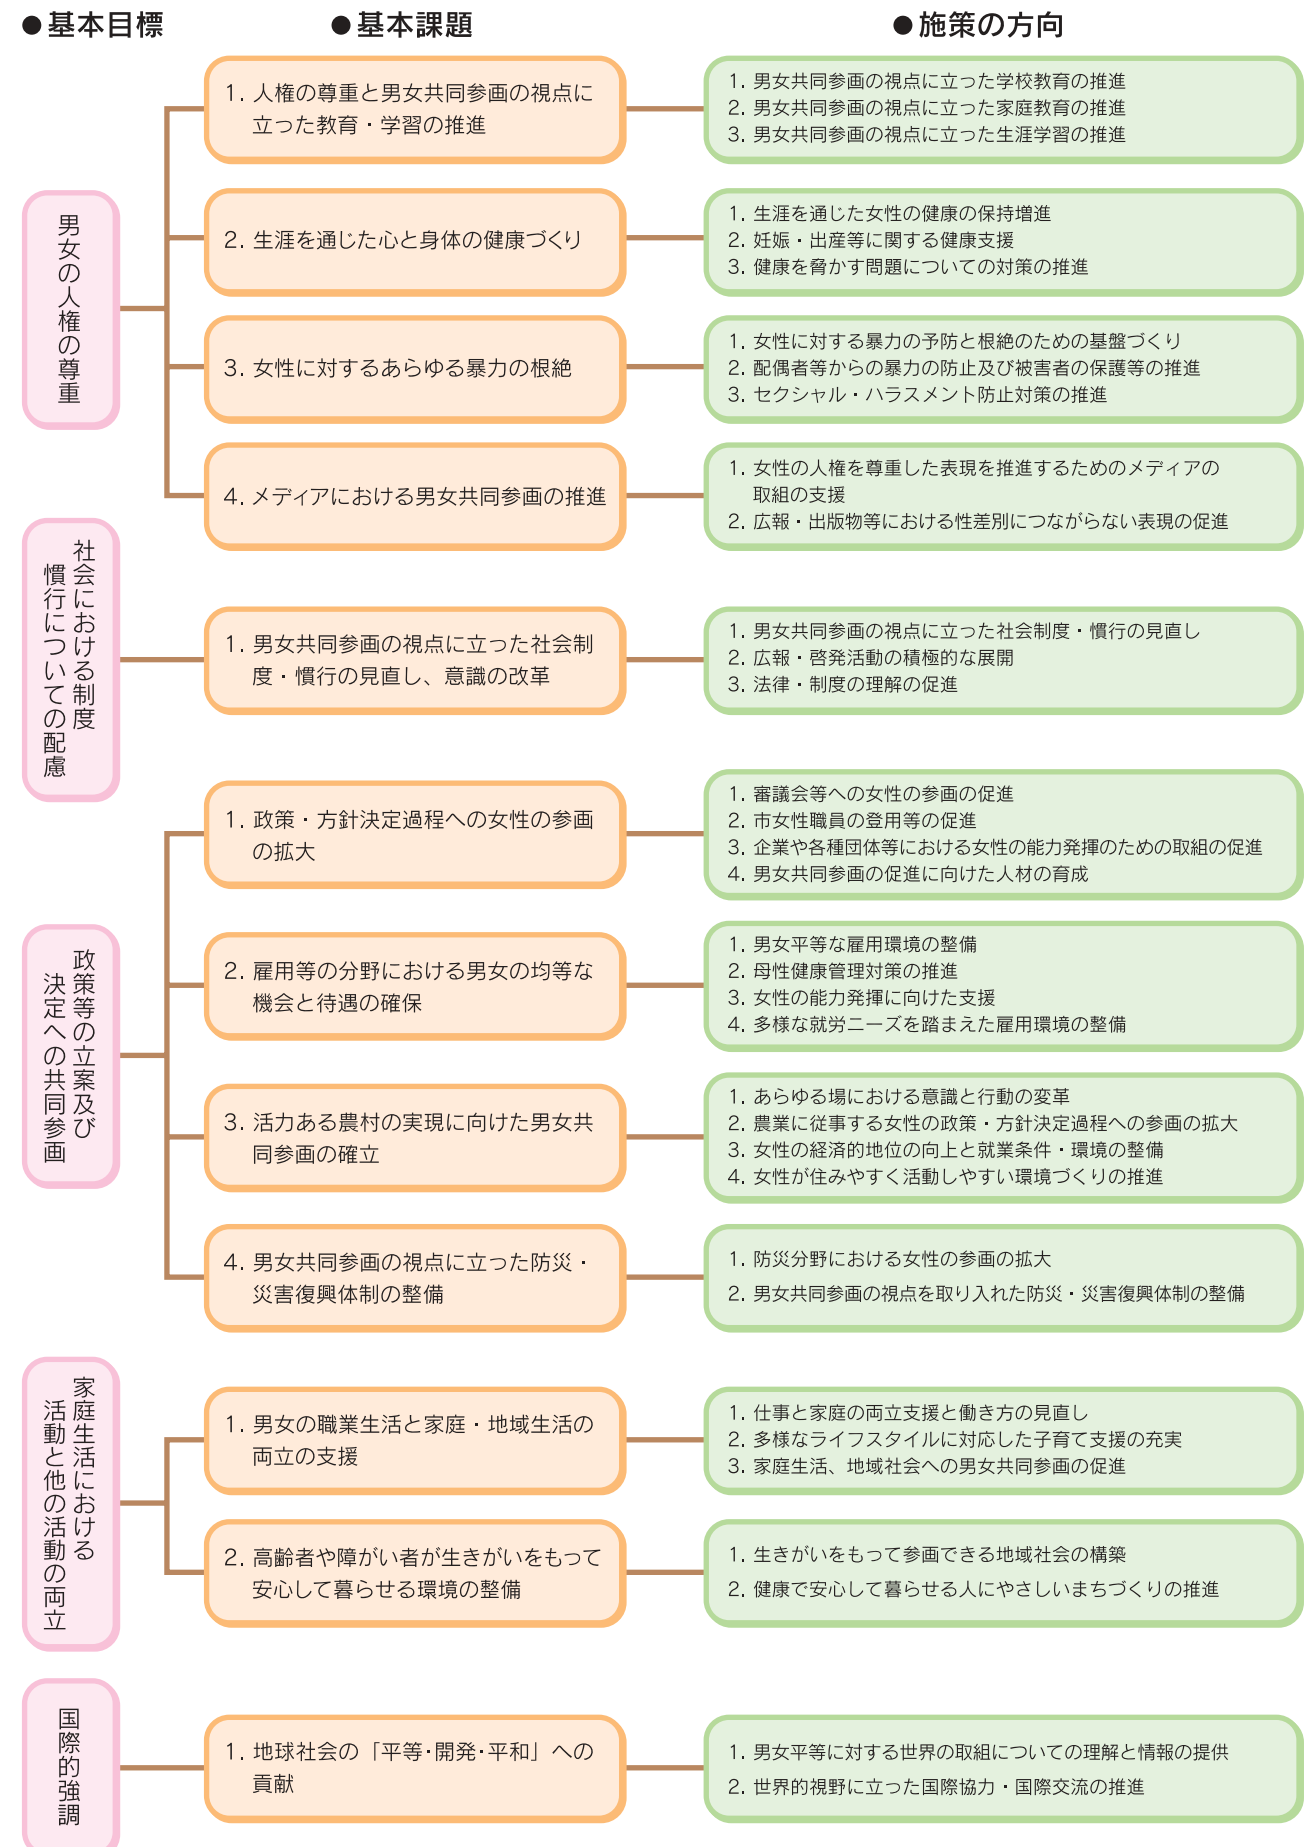 ●基本目標
●基本課題
●施策の方向
男女の人権の尊重
1. 人権の尊重と男女共同参画の視点に
立った教育・学習の推進
1. 男女共同参画の視点に立った学校教育の推進
2. 男女共同参画の視点に立った家庭教育の推進
3. 男女共同参画の視点に立った生涯学習の推進
2. 生涯を通じた心と身体の健康づくり
1. 生涯を通じた女性の健康の保持増進
2. 妊娠・出産等に関する健康支援
3. 健康を脅かす問題についての対策の推進
3. 女性に対するあらゆる暴力の根絶
1. 女性に対する暴力の予防と根絶のための基盤づくり
2. 配偶者等からの暴力の防止及び被害者の保護等の推進
3. セクシャル・ハラスメント防止対策の推進
4. メディアにおける男女共同参画の推進
1. 女性の人権を尊重した表現を推進するためのメディアの
取組の支援
2. 広報・出版物等における性差別につながらない表現の促進
社会における制度
慣行についての配慮
1. 男女共同参画の視点に立った社会制
度・慣行の見直し、意識の改革
1. 男女共同参画の視点に立った社会制度・慣行の見直し
2. 広報・啓発活動の積極的な展開
3. 法律・制度の理解の促進
政策等の立案及び
決定への共同参画
1. 政策・方針決定過程への女性の参画
の拡大
1. 審議会等への女性の参画の促進
2. 市女性職員の登用等の促進
3. 企業や各種団体等における女性の能力発揮のための取組の促進
4. 男女共同参画の促進に向けた人材の育成
2. 雇用等の分野における男女の均等な
機会と待遇の確保
1. 男女平等な雇用環境の整備
2. 母性健康管理対策の推進
3. 女性の能力発揮に向けた支援
4. 多様な就労ニーズを踏まえた雇用環境の整備
3. 活力ある農村の実現に向けた男女共
同参画の確立
1. あらゆる場における意識と行動の変革
2. 農業に従事する女性の政策・方針決定過程への参画の拡大
3. 女性の経済的地位の向上と就業条件・環境の整備
4. 女性が住みやすく活動しやすい環境づくりの推進
4. 男女共同参画の視点に立った防災・
災害復興体制の整備
1. 防災分野における女性の参画の拡大
2. 男女共同参画の視点を取り入れた防災・災害復興体制の整備
家庭生活における
活動と他の活動の両立
1. 男女の職業生活と家庭・地域生活の
両立の支援
1. 仕事と家庭の両立支援と働き方の見直し
2. 多様なライフスタイルに対応した子育て支援の充実
3. 家庭生活、地域社会への男女共同参画の促進
2. 高齢者や障がい者が生きがいをもって
安心して暮らせる環境の整備
1. 生きがいをもって参画できる地域社会の構築
2. 健康で安心して暮らせる人にやさしいまちづくりの推進
国際的強調
1. 地球社会の「平等・開発・平和」への
貢献
1. 男女平等に対する世界の取組についての理解と情報の提供
2. 世界的視野に立った国際協力・国際交流の推進